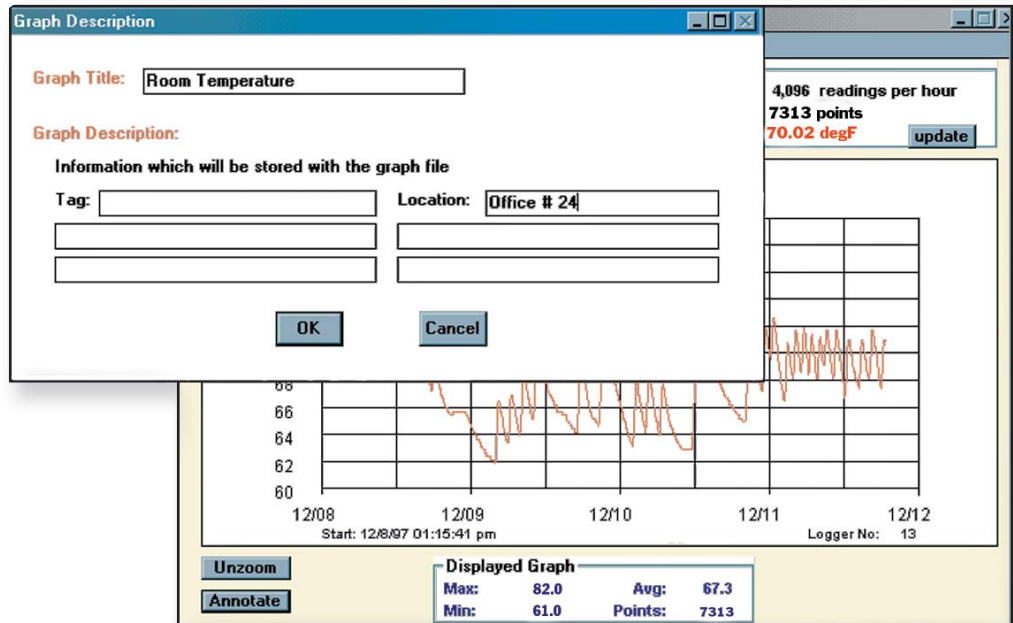 Graph Description
Graph Title: Room Temperature
Graph Description:
Information which will be stored with the graph file
Tag: Location: Office # 24
OK Cancel
4,096 readings per hour
7313 points
70.02 degF update
68
66
64
62
60
12/08 12/09 12/10 12/11 12/12
Start: 12/8/97 01:15:41 pm Logger No: 13
Unzoom
Annotate
Displayed Graph
Max: 82.0 Avg: 67.3
Min: 61.0 Points: 7313